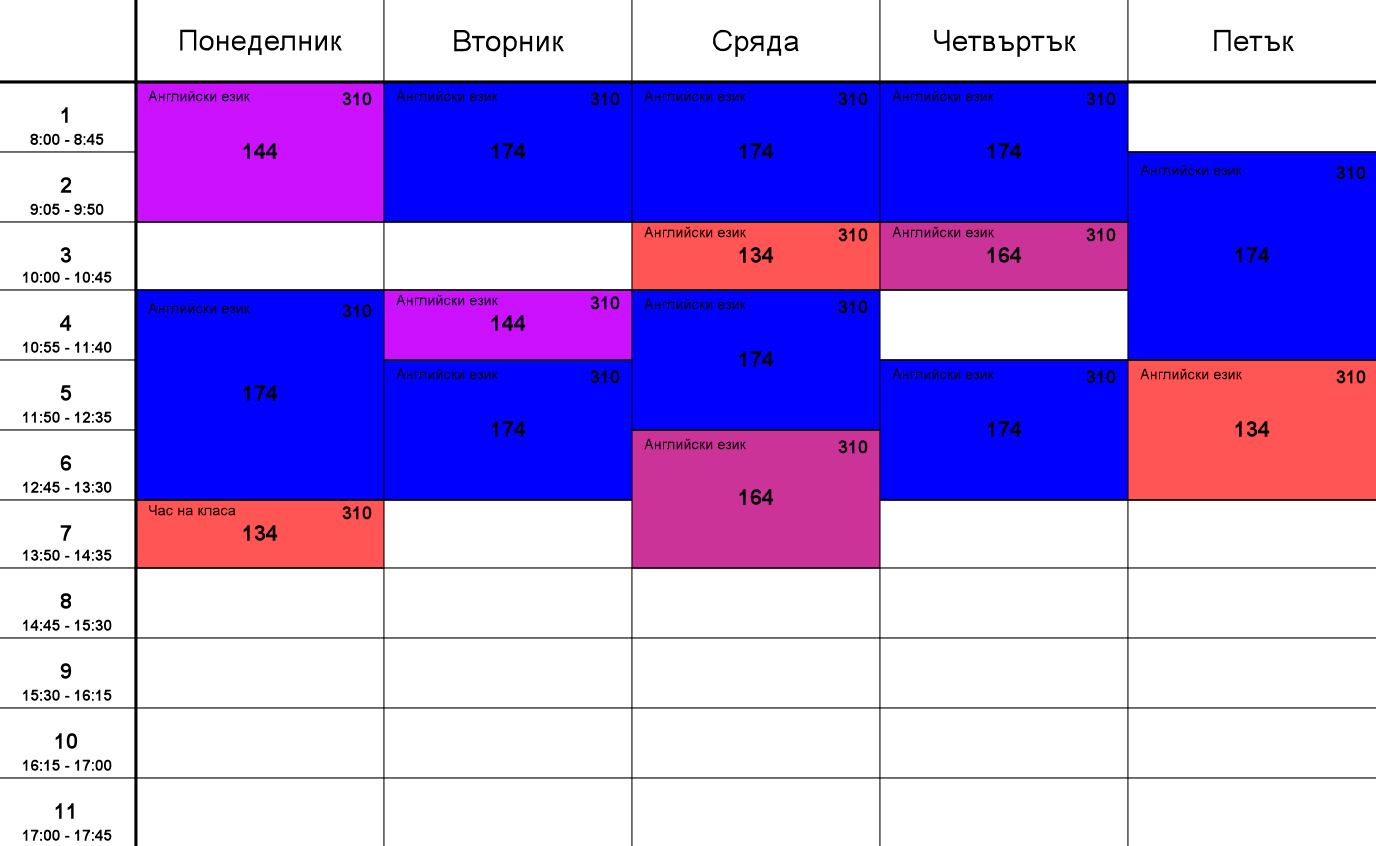 Понеделник Вторник Сряда Четвъртък Петък
1
8:00 - 8:45
Английски език 310
144
Английски език 310
174
Английски език 310
174
Английски език 310
174
2
9:05 - 9:50
Английски език 310
174
3
10:00 - 10:45
Английски език 310
134
Английски език 310
164
4
10:55 - 11:40
Английски език 310
174
Английски език 310
144
Английски език 310
174
5
11:50 - 12:35
Английски език 310
174
Английски език 310
174
Английски език 310
134
6
12:45 - 13:30
Английски език 310
164
7
13:50 - 14:35
Час на класа 310
134
8
14:45 - 15:30
9
15:30 - 16:15
10
16:15 - 17:00
11
17:00 - 17:45